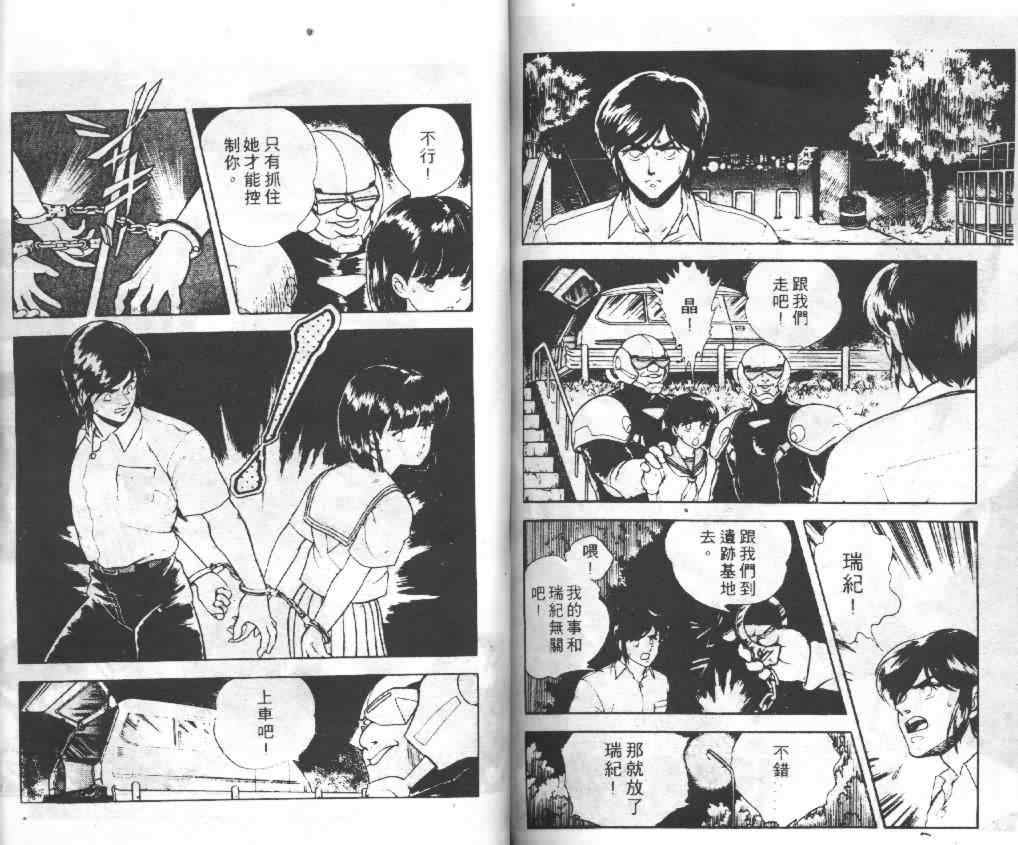 跟我們
走吧！
晶！
瑞紀！
跟我們到
遺跡基地
去。
喂！
我的事和
瑞紀無關
吧！
…不錯
那就放了
瑞紀！
不行！
只有抓住
她才能控
制你。
上車吧！